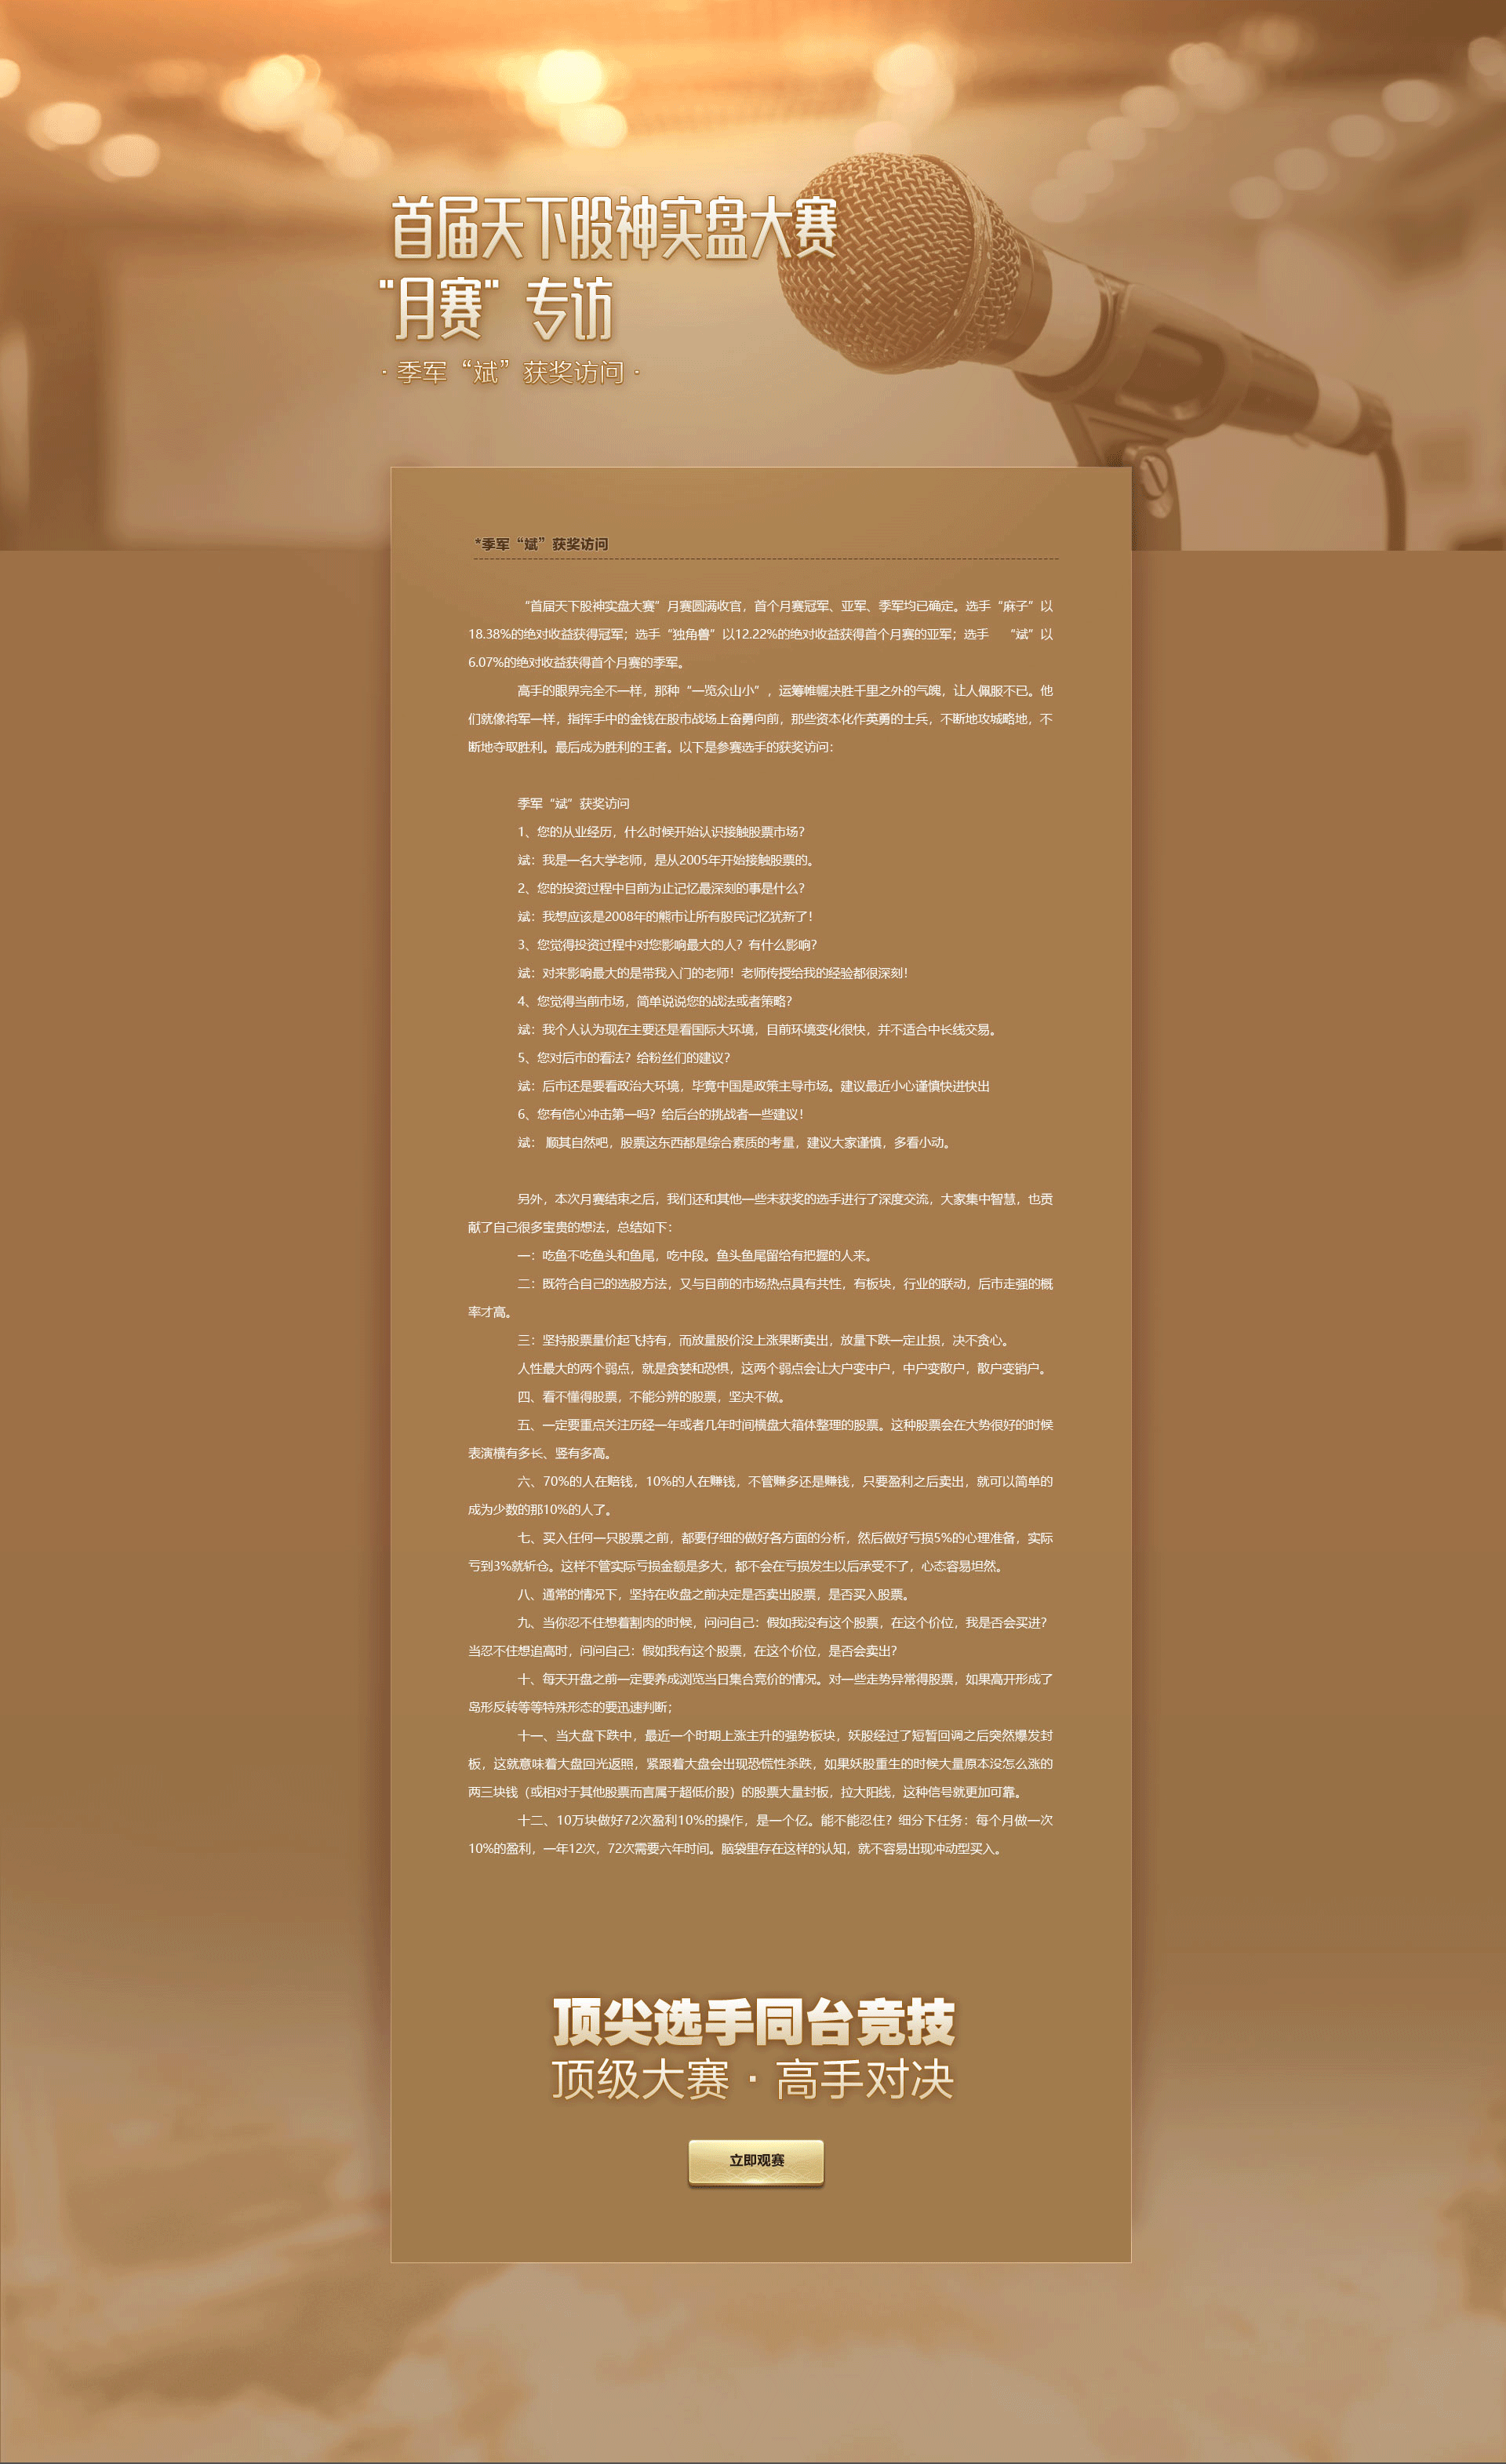 首届天下股神实盘大赛
"月赛" 专访
· 季军“斌”获奖访问 ·
*季军“斌”获奖访问
“首届天下股神实盘大赛”月赛圆满收官，首个月赛冠军、亚军、季军均已确定。选手“麻子”以
18.38%的绝对收益获得冠军；选手“独角兽”以12.22%的绝对收益获得首个月赛的亚军；选手 “斌”以
6.07%的绝对收益获得首个月赛的季军。
高手的眼界完全不一样，那种“一览众山小”，运筹帷幄决胜千里之外的气魄，让人佩服不已。他
们就像将军一样，指挥手中的金钱在股市战场上奋勇向前，那些资本化作英勇的士兵，不断地攻城略地，不
断地夺取胜利。最后成为胜利的王者。以下是参赛选手的获奖访问：
季军“斌”获奖访问
1、您的从业经历，什么时候开始认识接触股票市场？
斌：我是一名大学老师，是从2005年开始接触股票的。
2、您的投资过程中目前为止记忆最深刻的事是什么？
斌：我想应该是2008年的熊市让所有股民记忆犹新了！
3、您觉得投资过程中对您影响最大的人？有什么影响？
斌：对来影响最大的是带我入门的老师！老师传授给我的经验都很深刻！
4、您觉得当前市场，简单说说您的战法或者策略？
斌：我个人认为现在主要还是看国际大环境，目前环境变化很快，并不适合中长线交易。
5、您对后市的看法？给粉丝们的建议？
斌：后市还是要看政治大环境，毕竟中国是政策主导市场。建议最近小心谨慎快进快出
6、您有信心冲击第一吗？给后台的挑战者一些建议！
斌： 顺其自然吧，股票这东西都是综合素质的考量，建议大家谨慎，多看小动。
另外，本次月赛结束之后，我们还和其他一些未获奖的选手进行了深度交流，大家集中智慧，也贡
献了自己很多宝贵的想法，总结如下：
一：吃鱼不吃鱼头和鱼尾，吃中段。鱼头鱼尾留给有把握的人来。
二：既符合自己的选股方法，又与目前的市场热点具有共性，有板块，行业的联动，后市走强的概
率才高。
三：坚持股票量价起飞持有，而放量股价没上涨果断卖出，放量下跌一定止损，决不贪心。
人性最大的两个弱点，就是贪婪和恐惧，这两个弱点会让大户变中户，中户变散户，散户变销户。
四、看不懂得股票，不能分辨的股票，坚决不做。
五、一定要重点关注历经一年或者几年时间横盘大箱体整理的股票。这种股票会在大势很好的时候
表演横有多长、竖有多高。
六、70%的人在赔钱，10%的人在赚钱，不管赚多还是赚钱，只要盈利之后卖出，就可以简单的
成为少数的那10%的人了。
七、买入任何一只股票之前，都要仔细的做好各方面的分析，然后做好亏损5%的心理准备，实际
亏到3%就斩仓。这样不管实际亏损金额是多大，都不会在亏损发生以后承受不了，心态容易坦然。
八、通常的情况下，坚持在收盘之前决定是否卖出股票，是否买入股票。
九、当你忍不住想着割肉的时候，问问自己：假如我没有这个股票，在这个价位，我是否会买进？
当忍不住想追高时，问问自己：假如我有这个股票，在这个价位，是否会卖出？
十、每天开盘之前一定要养成浏览当日集合竞价的情况。对一些走势异常得股票，如果高开形成了
岛形反转等等特殊形态的要迅速判断；
十一、当大盘下跌中，最近一个时期上涨主升的强势板块，妖股经过了短暂回调之后突然爆发封
板，这就意味着大盘回光返照，紧跟着大盘会出现恐慌性杀跌，如果妖股重生的时候大量原本没怎么涨的
两三块钱（或相对于其他股票而言属于超低价股）的股票大量封板，拉大阳线，这种信号就更加可靠。
十二、10万块做好72次盈利10%的操作，是一个亿。能不能忍住？细分下任务：每个月做一次
10%的盈利，一年12次，72次需要六年时间。脑袋里存在这样的认知，就不容易出现冲动型买入。
顶尖选手同台竞技
顶级大赛·高手对决
立即观赛